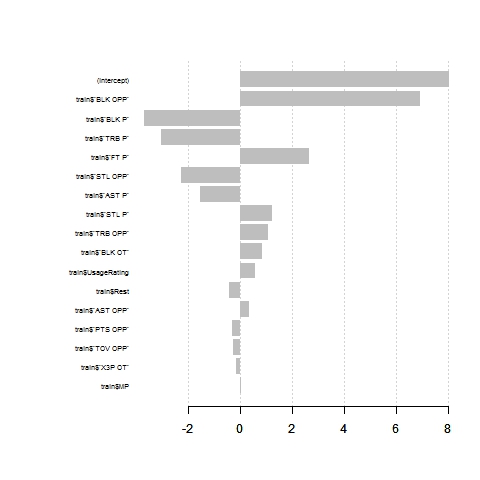 (Intercept)
train$`BLK OPP`
train$`BLK P`
train$`TRB P`
train$`FT P`
train$`STL OPP`
train$`AST P`
train$`STL P`
train$`TRB OPP`
train$`BLK OT`
train$UsageRating
train$Rest
train$`AST OPP`
train$`PTS OPP`
train$`TOV OPP`
train$`X3P OT`
train$MP
-2 0 2 4 6 8